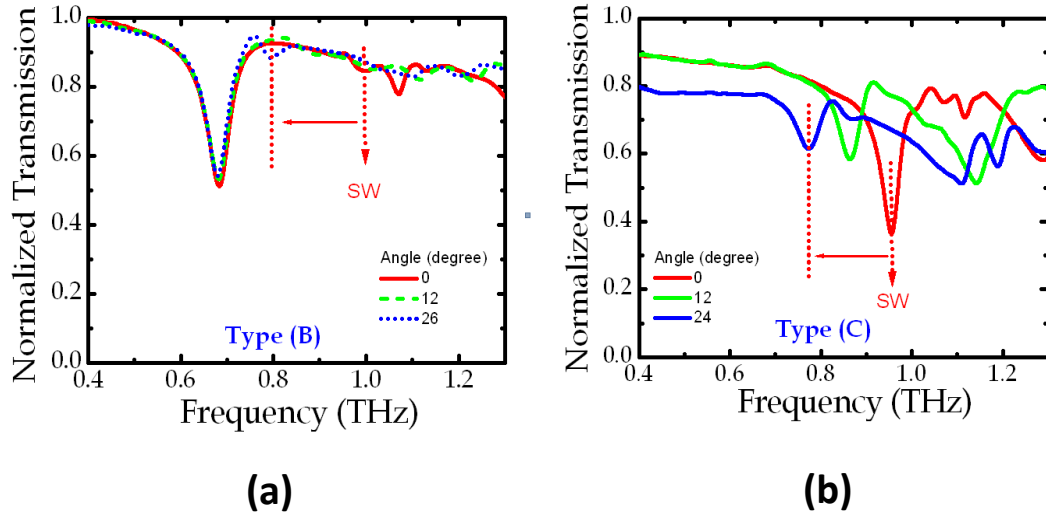 Normalized Transmission
1.0
0.8
0.6
0.4
0.2
0.0
0.4
0.6
0.8
1.0
1.2
Frequency (THz)
SW
Angle (degree)
0
12
26
Type (B)
(a)
Normalized Transmission
1.0
0.8
0.6
0.4
0.2
0.0
0.4
0.6
0.8
1.0
1.2
Frequency (THz)
SW
Angle (degree)
0
12
24
Type (C)
(b)